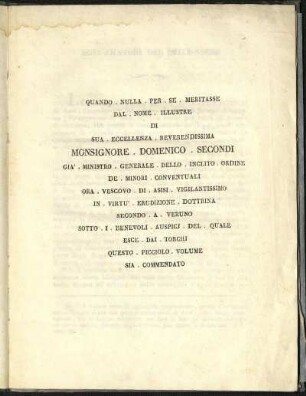 QUANDO . NULLA . PER . SE . MERITASSE
DAL . NOME . ILLUSTRE
DI
SUA . ECCELLENZA . REVERENDISSIMA
MONSIGNORE . DOMENICO . SECONDI
GIA' . MINISTRO . GENERALE . DELLO . INCLITO . ORDINE
DE . MINORI . CONVENTUALI
ORA . VESCOVO . DI . ASISI . VIGILANTISSIMO
IN . VIRTU' . ERUDIZIONE . DOTTRINA
SECONDO . A . VERUNO
SOTTO . I . BENEVOLI . AUSPICI . DEL . QUALE
ESCE . DAI . TORCHI
QUESTO . PICCIOLO . VOLUME
SIA . COMMENDATO